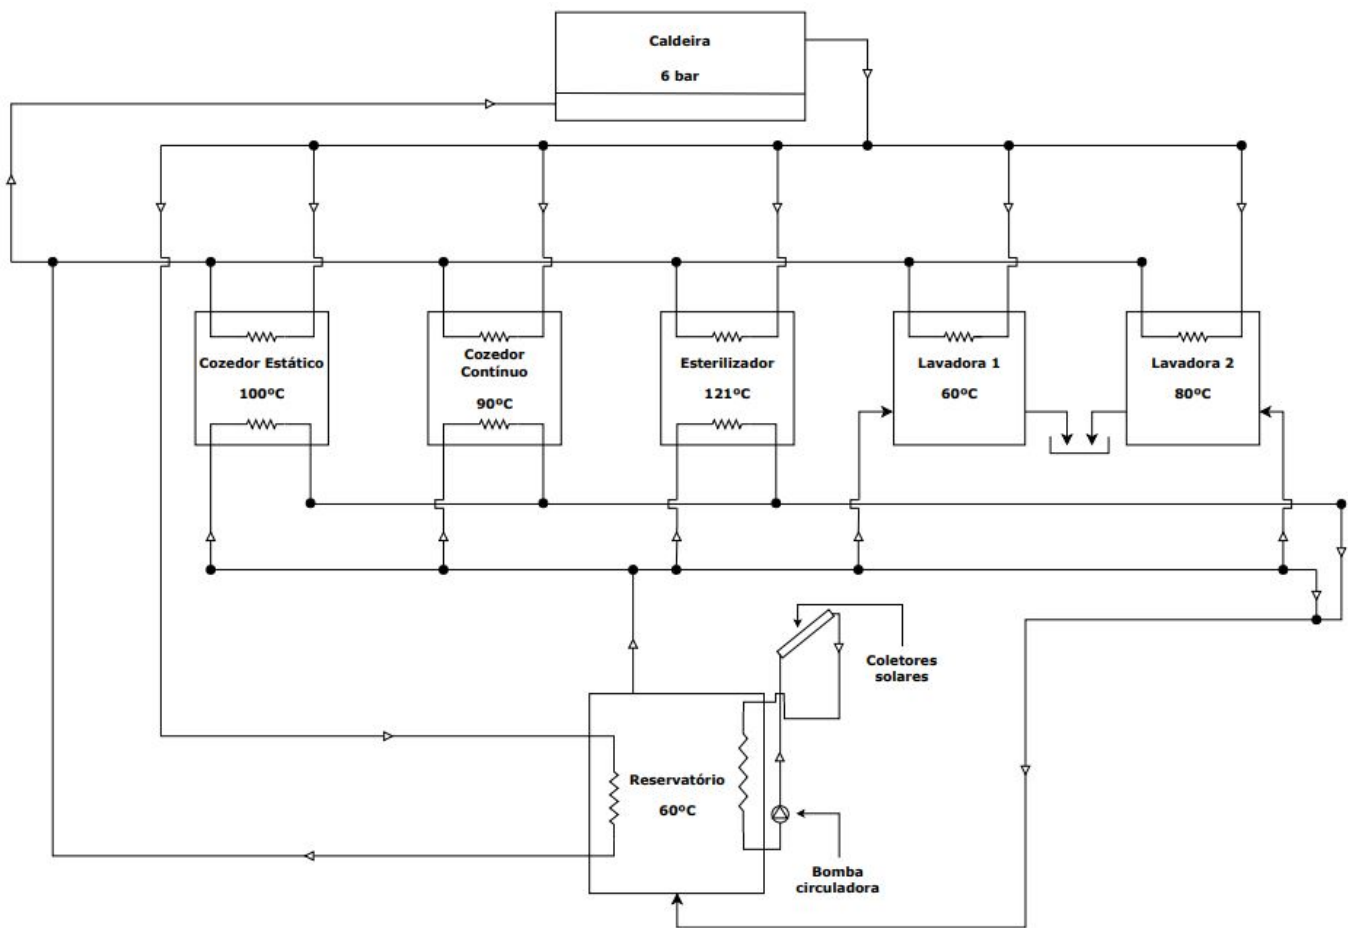 Caldeira
6 bar
Cozedor Estático
100ºC
Cozedor
Contínuo
90ºC
Esterilizador
121ºC
Lavadora 1
60ºC
Lavadora 2
80ºC
Coletores
solares
Reservatório
60ºC
Bomba
circuladora